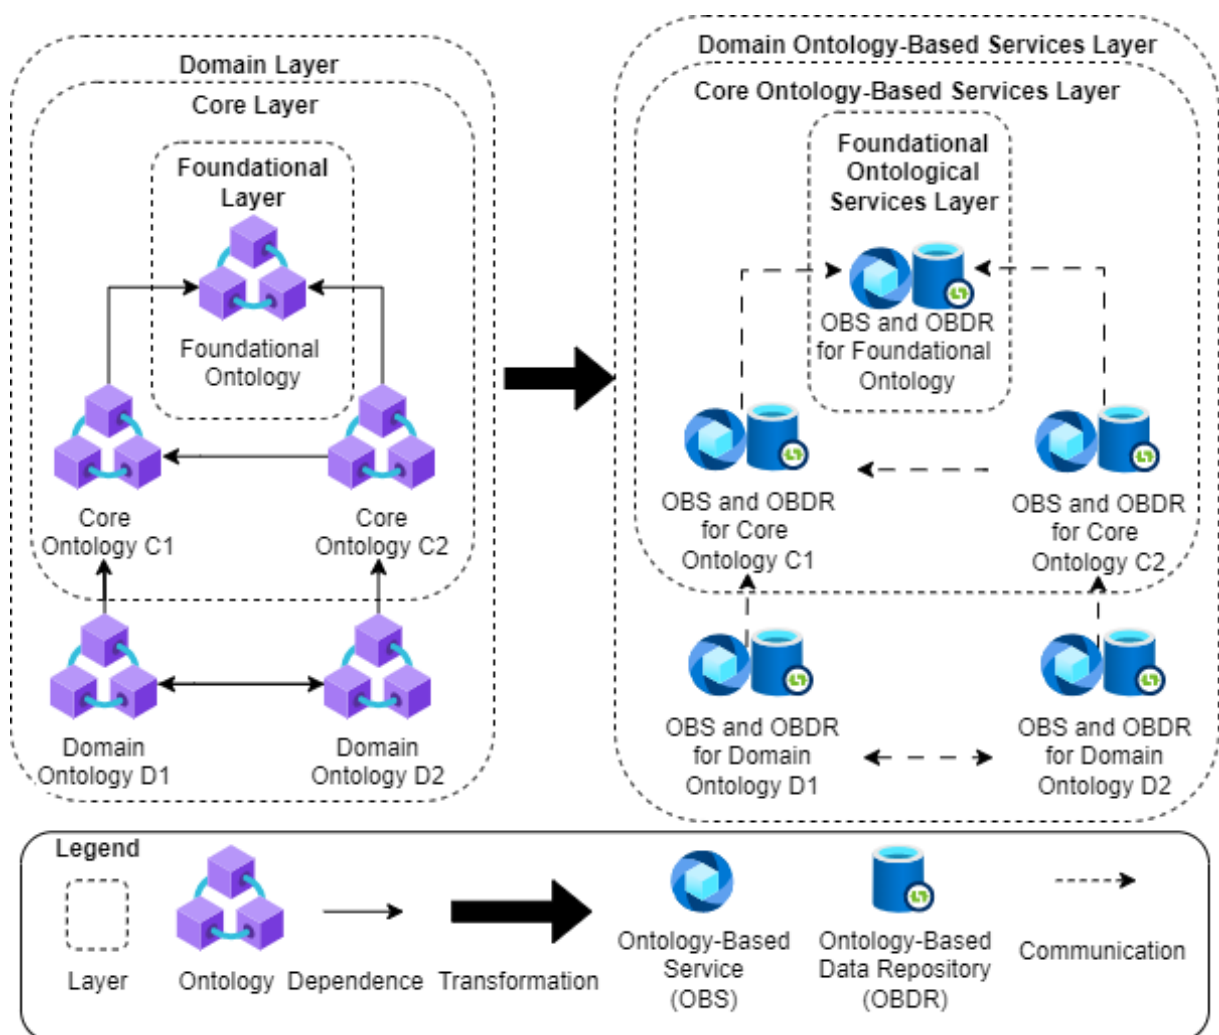 Domain Layer
Core Layer
Foundational
Layer
Foundational
Ontology
Core
Ontology C1
Core
Ontology C2
Domain
Ontology D1
Domain
Ontology D2
Domain Ontology-Based Services Layer
Core Ontology-Based Services Layer
Foundational
Ontological
Services Layer
OBS and OBDR
for Foundational
Ontology
OBS and OBDR
for Core
Ontology C1
OBS and OBDR
for Core
Ontology C2
OBS and OBDR
for Domain
Ontology D1
OBS and OBDR
for Domain
Ontology D2
Legend
Layer
Ontology
Dependence
Transformation
Ontology-Based
Service
(OBS)
Ontology-Based
Data Repository
(OBDR)
Communication